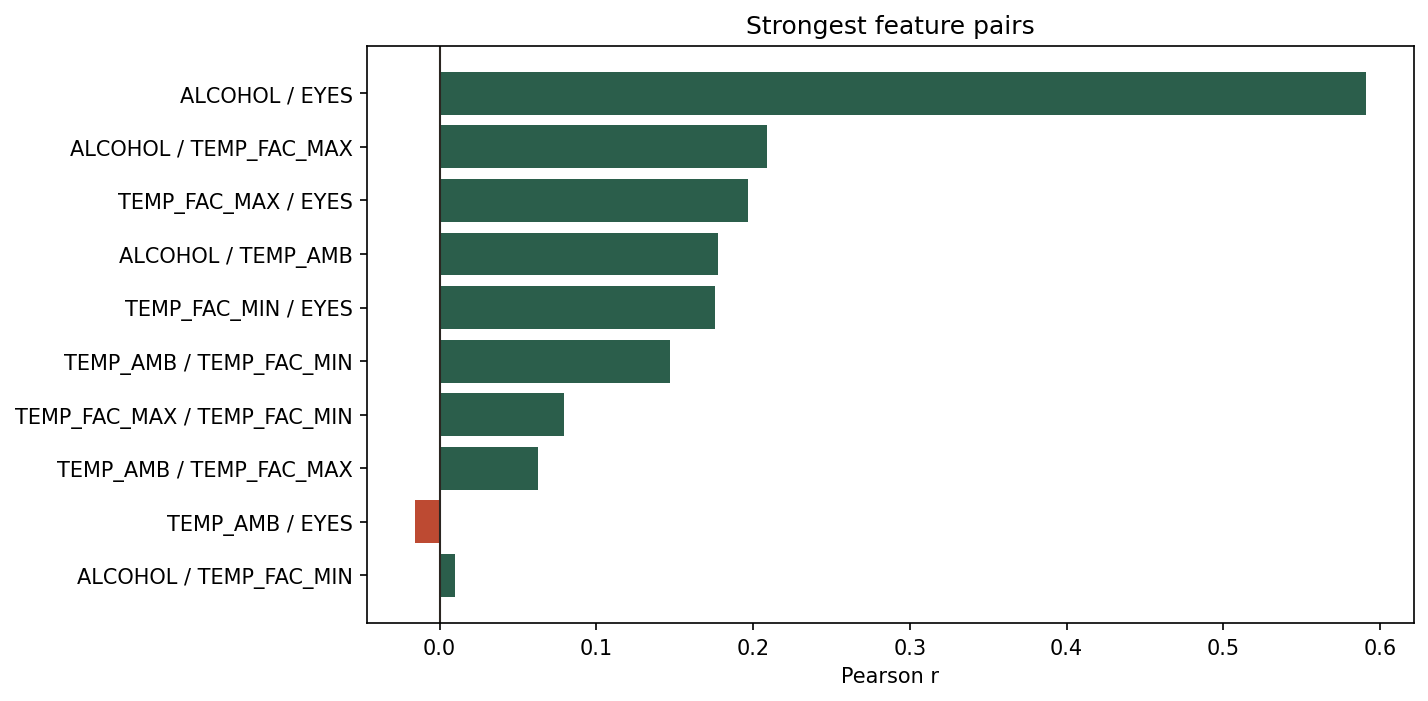 Strongest feature pairs
ALCOHOL / EYES
ALCOHOL / TEMP_FAC_MAX
TEMP_FAC_MAX / EYES
ALCOHOL / TEMP_AMB
TEMP_FAC_MIN / EYES
TEMP_AMB / TEMP_FAC_MIN
TEMP_FAC_MAX / TEMP_FAC_MIN
TEMP_AMB / TEMP_FAC_MAX
TEMP_AMB / EYES
ALCOHOL / TEMP_FAC_MIN
0.0 0.1 0.2 0.3 0.4 0.5 0.6
Pearson r